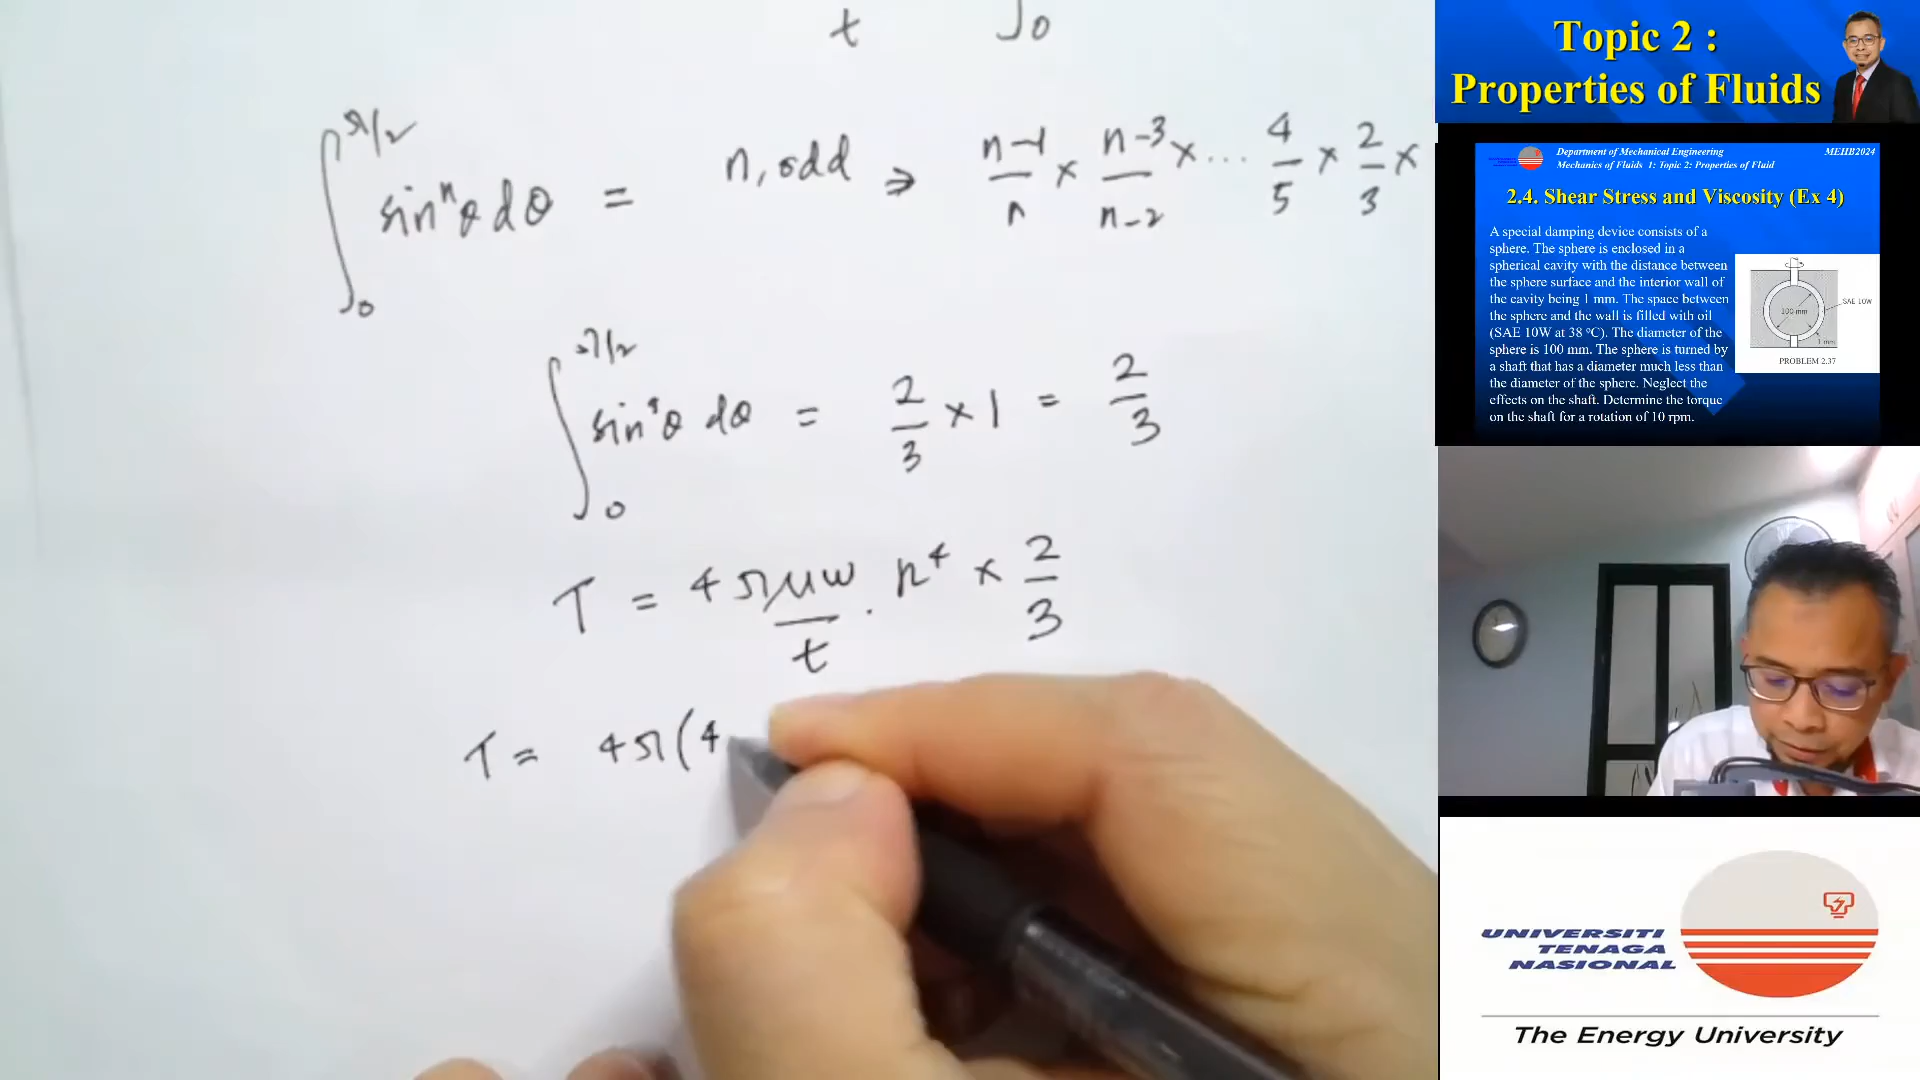 t ∫0
∫0^π/2 sin^n θ dθ = n, odd ⇒ n-1/n × n-3/n-2 × ... 4/5 × 2/3 ×
∫0^π/2 sin³θ dθ = 2/3 × 1 = 2/3
T = 4πμω/t . r⁴ × 2/3
T = 4π(4
Topic 2 :
Properties of Fluids
Department of Mechanical Engineering
MEHB2024
Mechanics of Fluids 1: Topic 2: Properties of Fluid
2.4. Shear Stress and Viscosity (Ex 4)
A special damping device consists of a
sphere. The sphere is enclosed in a
spherical cavity with the distance between
the sphere surface and the interior wall of
the cavity being 1 mm. The space between
the sphere and the wall is filled with oil
(SAE 10W at 38 °C). The diameter of the
sphere is 100 mm. The sphere is turned by
a shaft that has a diameter much less than
the diameter of the sphere. Neglect the
effects on the shaft. Determine the torque
on the shaft for a rotation of 10 rpm.
SAE 10W
100 mm
1 mm
PROBLEM 2.37
UNIVERSITI
TENAGA
NASIONAL
The Energy University